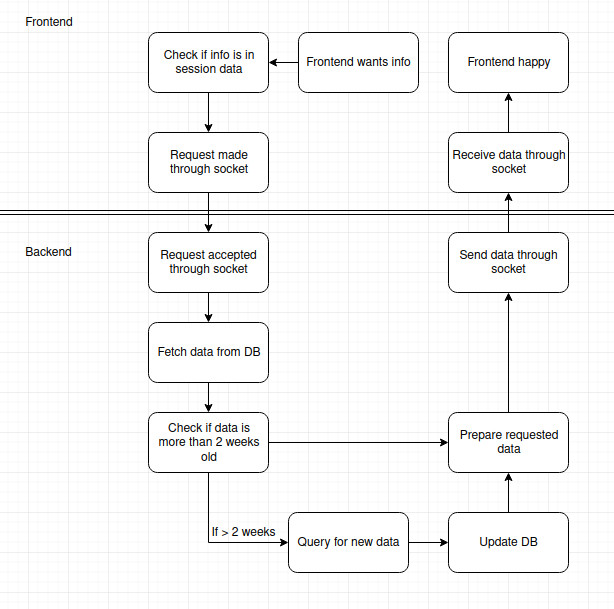 Frontend
Check if info is in
session data
Frontend wants info
Frontend happy
Request made
through socket
Receive data through
socket
Backend
Request accepted
through socket
Send data through
socket
Fetch data from DB
Check if data is
more than 2 weeks
old
Prepare requested
data
If > 2 weeks
Query for new data
Update DB